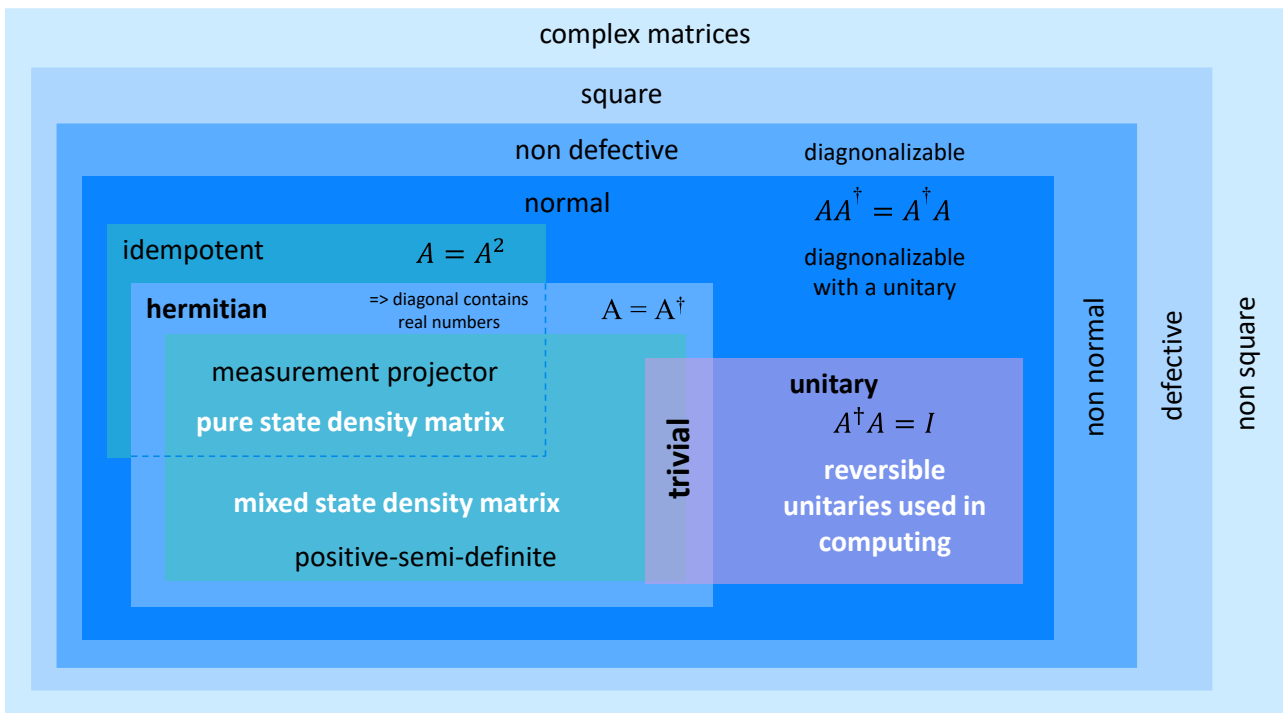 complex matrices
square
non defective
diagnonalizable
normal
AA† = A†A
idempotent
A = A²
diagnonalizable
with a unitary
hermitian
=> diagonal contains
real numbers
A = A†
measurement projector
pure state density matrix
mixed state density matrix
positive-semi-definite
trivial
unitary
A†A = I
reversible
unitaries used in
computing
non normal
defective
non square